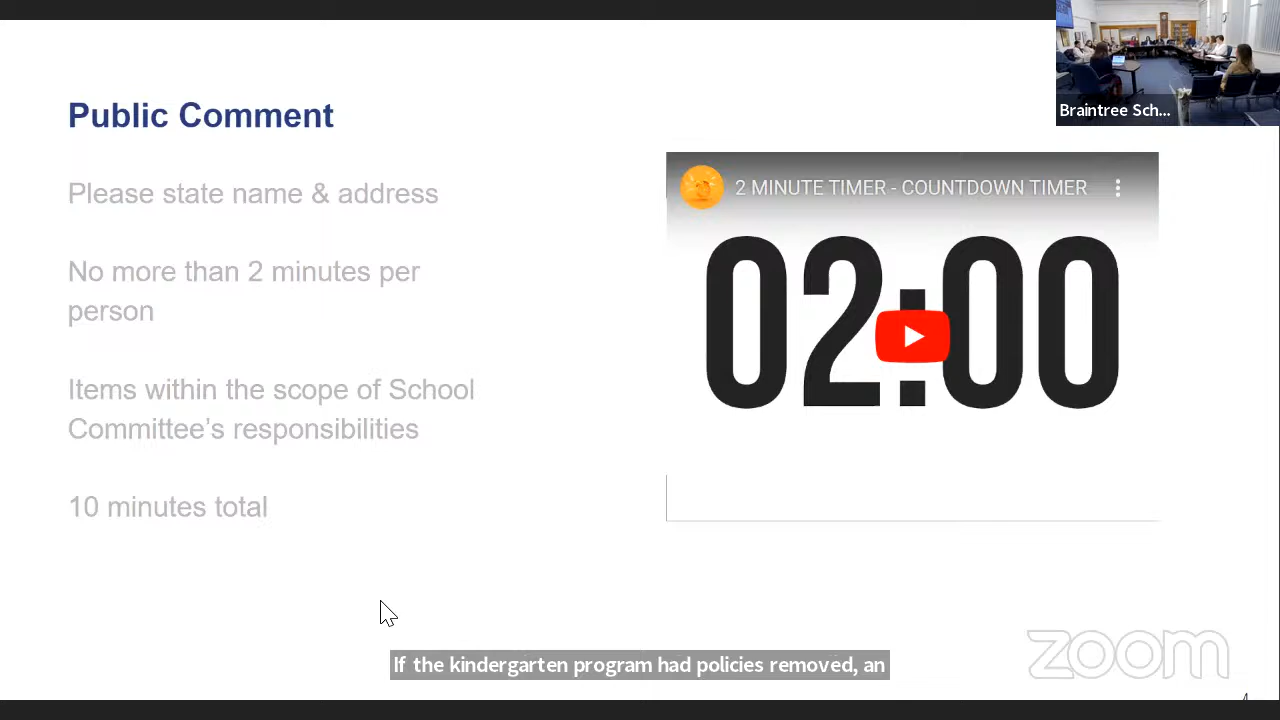 Braintree Sch...
Public Comment
Please state name & address
No more than 2 minutes per
person
Items within the scope of School
Committee’s responsibilities
10 minutes total
2 MINUTE TIMER - COUNTDOWN TIMER
02:00
If the kindergarten program had policies removed, an
zoom
4